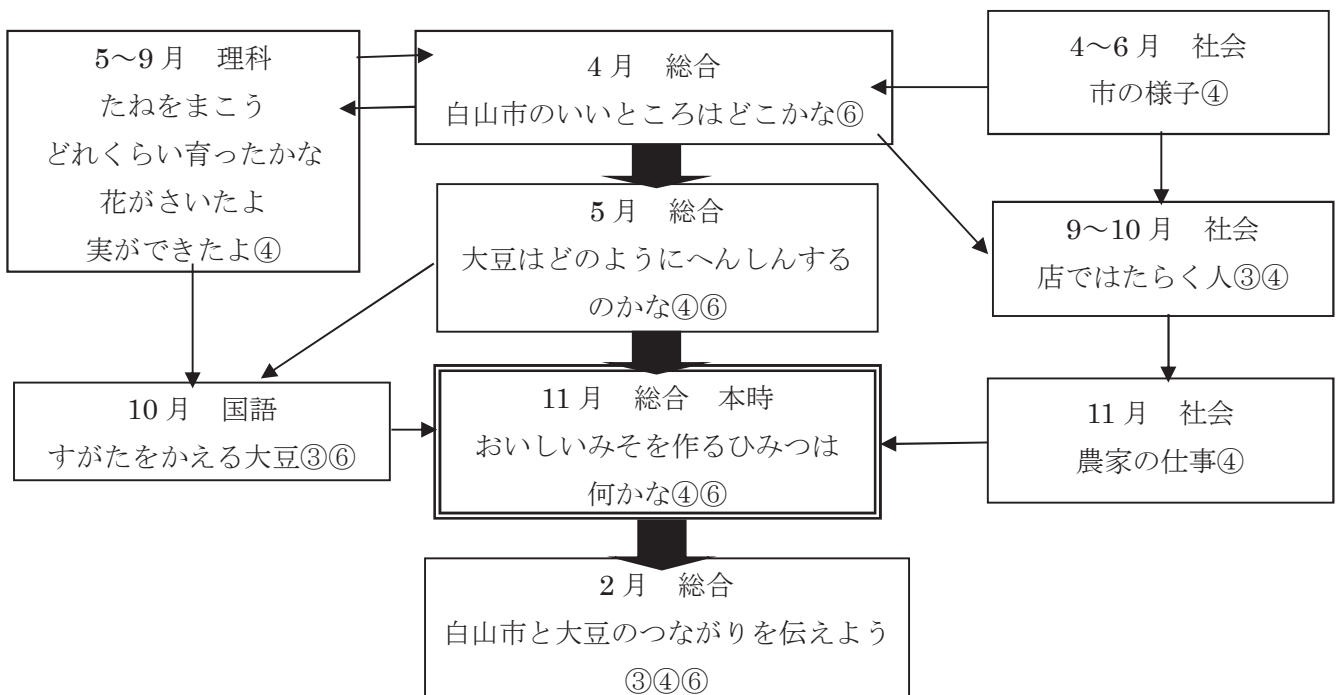 5～9月　理科
たねをまこう
どれくらい育ったかな
花がさいたよ
実ができたよ④
4月　総合
白山市のいいところはどこかな⑥
4～6月　社会
市の様子④
5月　総合
大豆はどのようにへんしんする
のかな④⑥
9～10月　社会
店ではたらく人③④
10月　国語
すがたをかえる大豆③⑥
11月　総合　本時
おいしいみそを作るひみつは
何かな④⑥
11月　社会
農家の仕事④
2月　総合
白山市と大豆のつながりを伝えよう
③④⑥